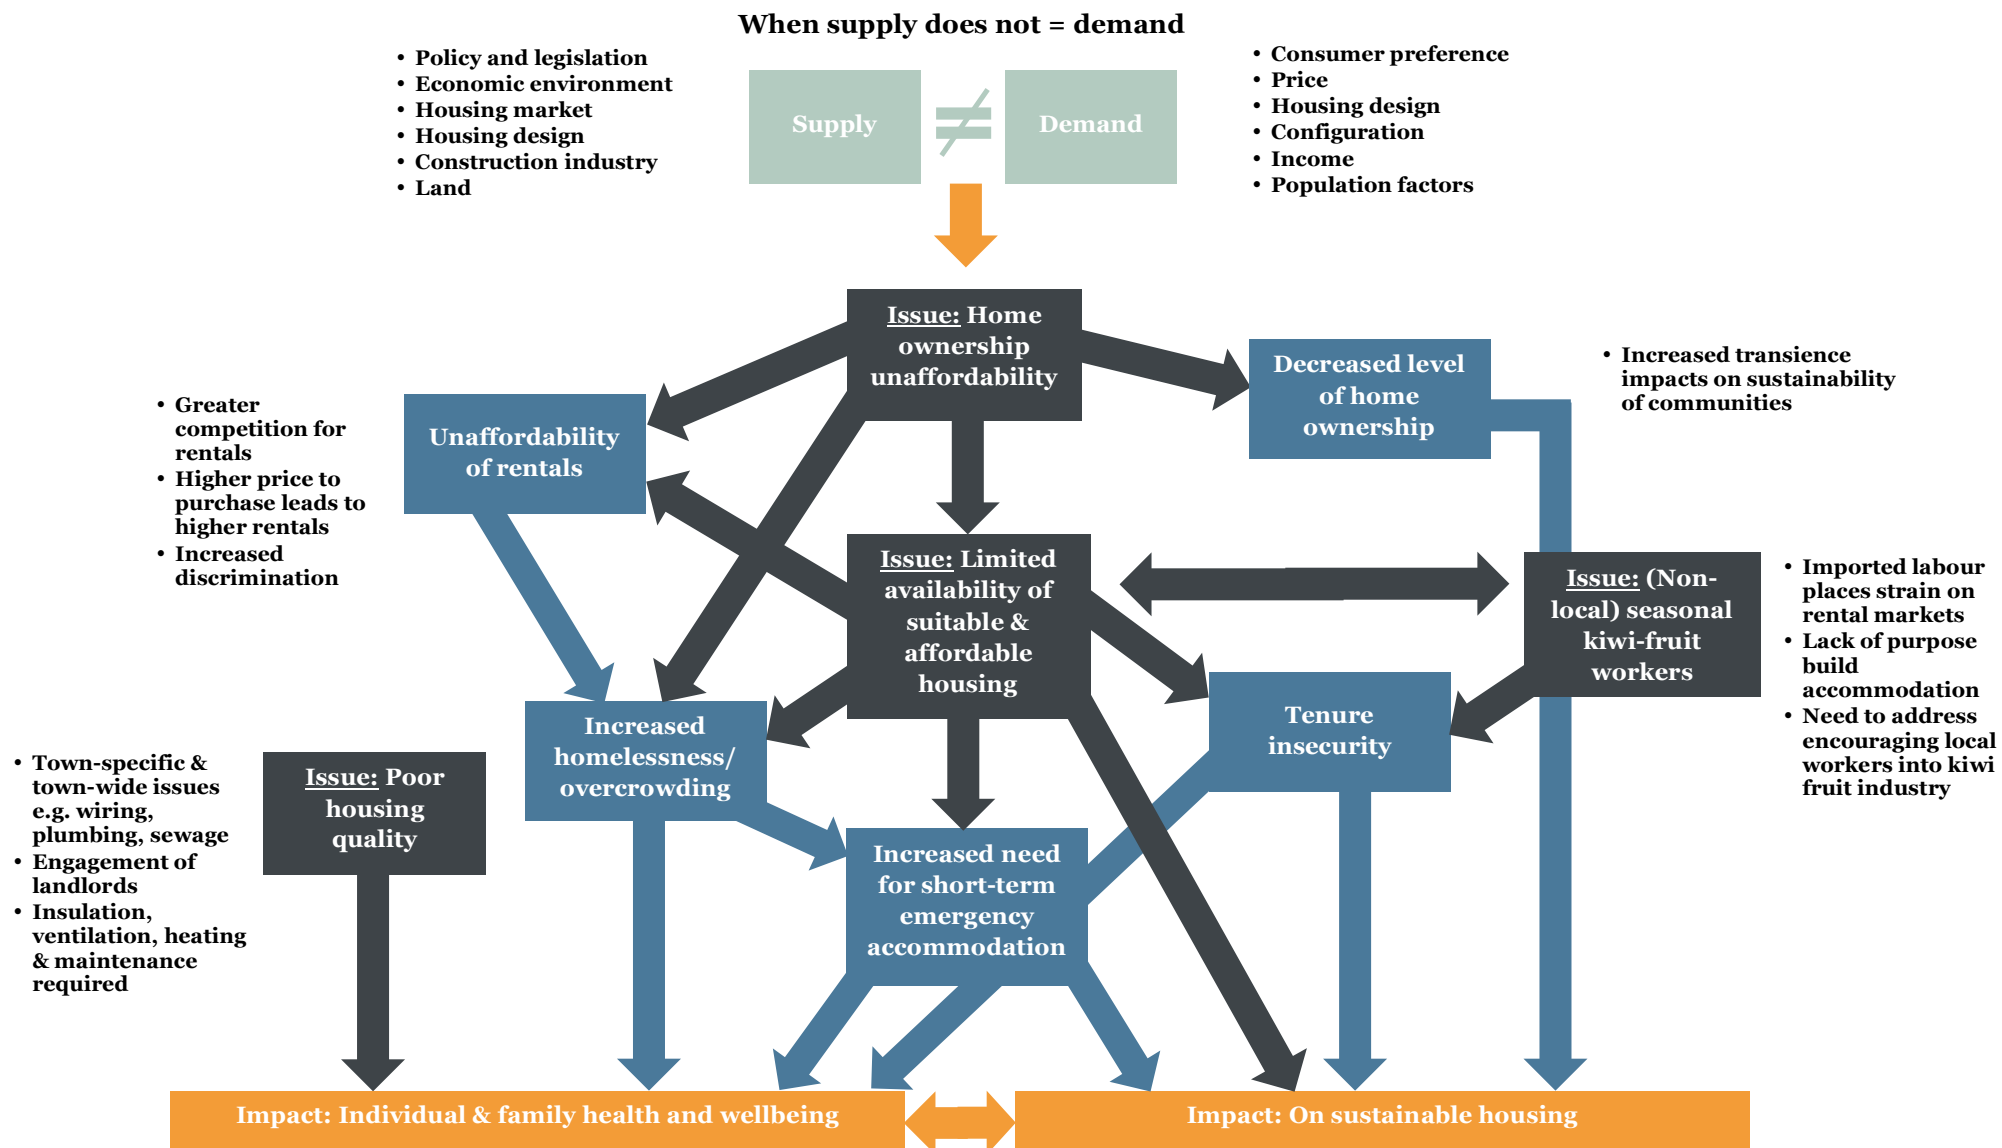 When supply does not = demand
• Policy and legislation
• Economic environment
• Housing market
• Housing design
• Construction industry
• Land
Supply
≠
Demand
• Consumer preference
• Price
• Housing design
• Configuration
• Income
• Population factors
Issue: Home
ownership
unaffordability
Decreased level
of home
ownership
• Increased transience
impacts on sustainability
of communities
• Greater
competition for
rentals
• Higher price to
purchase leads to
higher rentals
• Increased
discrimination
Unaffordability
of rentals
Issue: Limited
availability of
suitable &
affordable
housing
Issue: (Non-
local) seasonal
kiwi-fruit
workers
• Imported labour
places strain on
rental markets
• Lack of purpose
build
accommodation
• Need to address
encouraging local
workers into kiwi
fruit industry
Tenure
insecurity
Increased
homelessness/
overcrowding
• Town-specific &
town-wide issues
e.g. wiring,
plumbing, sewage
• Engagement of
landlords
• Insulation,
ventilation, heating
& maintenance
required
Issue: Poor
housing
quality
Increased need
for short-term
emergency
accommodation
Impact: Individual & family health and wellbeing
Impact: On sustainable housing